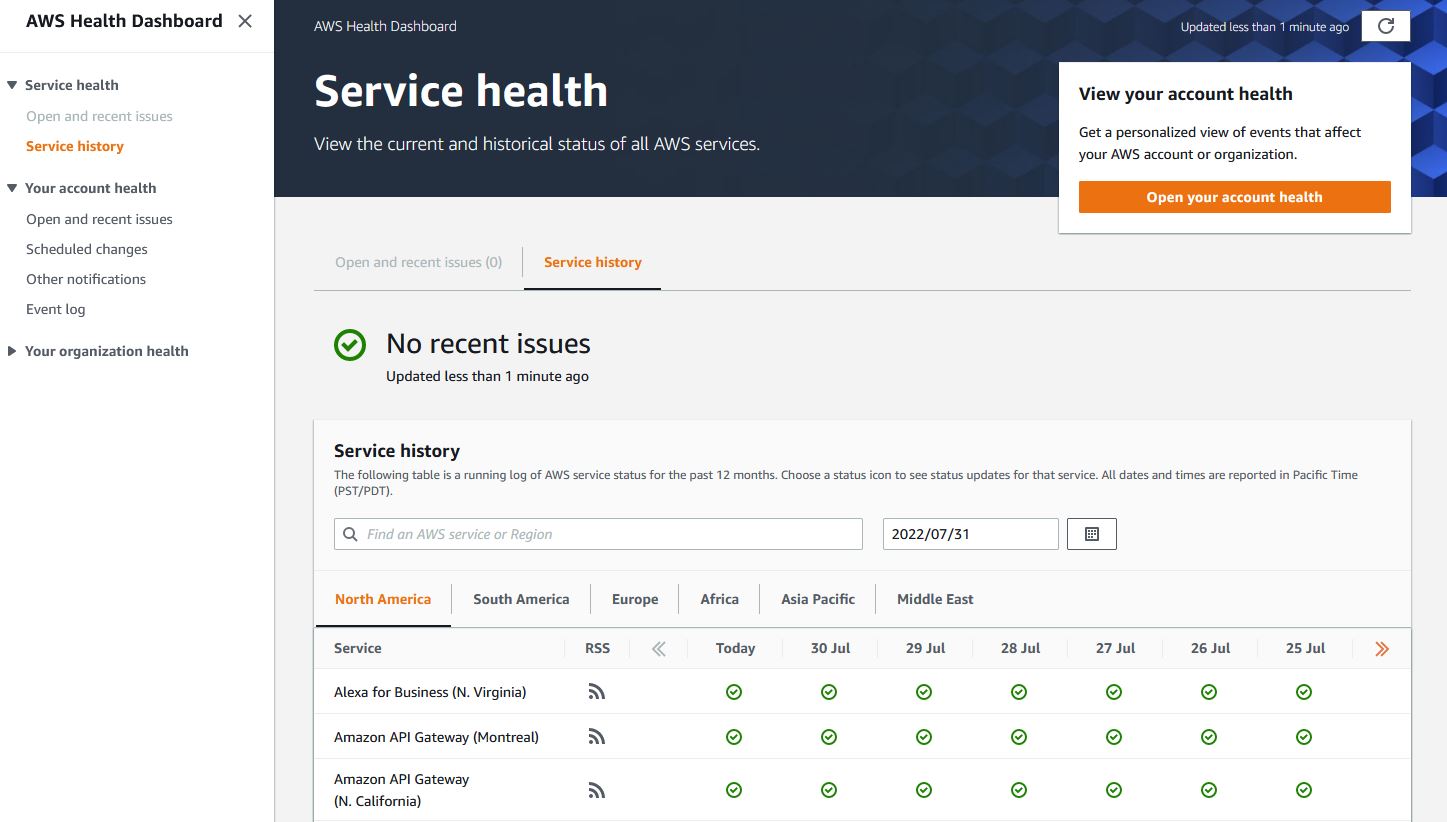 AWS Health Dashboard
Service health
Open and recent issues
Service history
Your account health
Open and recent issues
Scheduled changes
Other notifications
Event log
Your organization health
AWS Health Dashboard
Updated less than 1 minute ago
Service health
View the current and historical status of all AWS services.
View your account health
Get a personalized view of events that affect
your AWS account or organization.
Open your account health
Open and recent issues (0)
Service history
No recent issues
Updated less than 1 minute ago
Service history
The following table is a running log of AWS service status for the past 12 months. Choose a status icon to see status updates for that service. All dates and times are reported in Pacific Time
(PST/PDT).
Find an AWS service or Region
2022/07/31
North America South America Europe Africa Asia Pacific Middle East
Service RSS Today 30 Jul 29 Jul 28 Jul 27 Jul 26 Jul 25 Jul
Alexa for Business (N. Virginia)
Amazon API Gateway (Montreal)
Amazon API Gateway
(N. California)